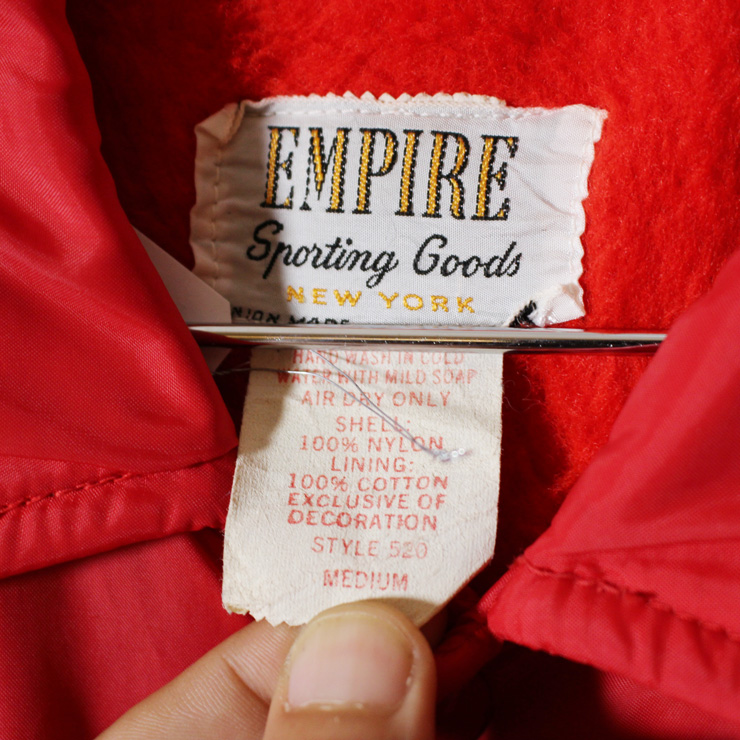 EMPIRE
Sporting Goods
NEW YORK
MADE
HAND WASH IN COLD
WATER WITH MILD SOAP
AIR DRY ONLY
SHELL:
100% NYLON
LINING:
100% COTTON
EXCLUSIVE OF
DECORATION
STYLE 520
MEDIUM